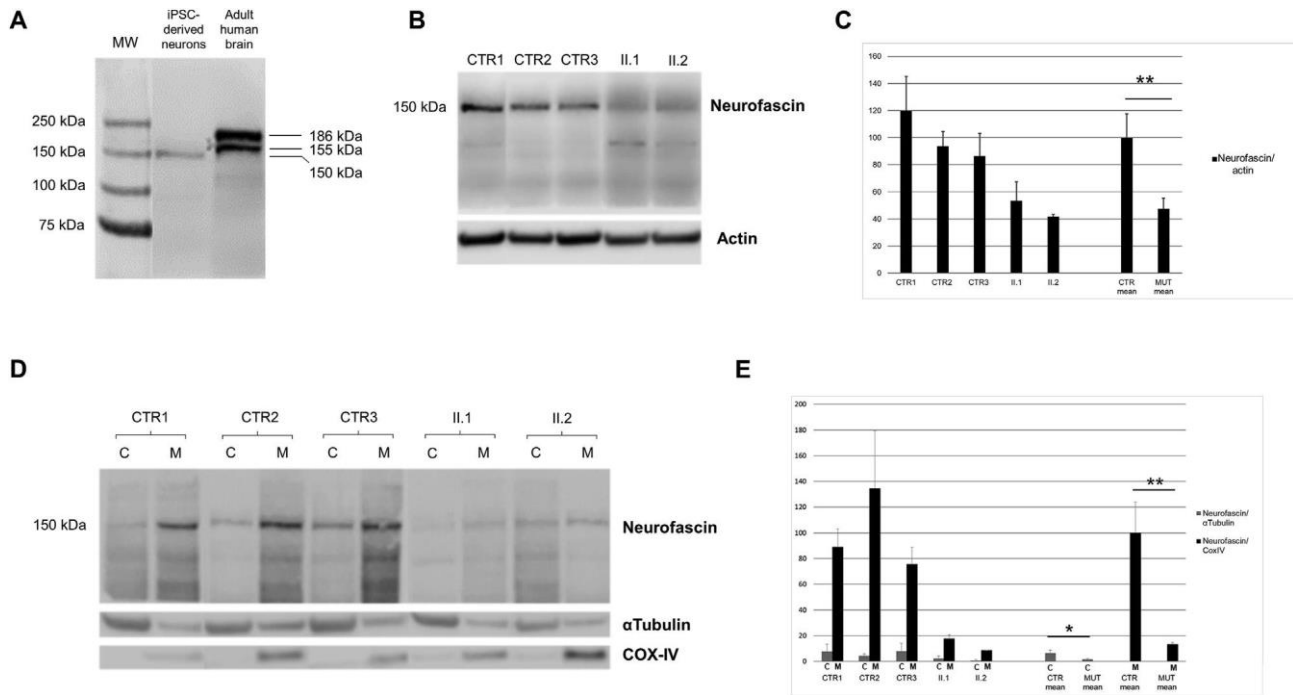 A
MW
iPSC-
derived
neurons
Adult
human
brain
250 kDa
150 kDa
100 kDa
75 kDa
186 kDa
155 kDa
150 kDa
B
CTR1 CTR2 CTR3 II.1 II.2
150 kDa
Neurofascin
Actin
C
140
120
100
80
60
40
20
0
**
CTR1 CTR2 CTR3 II.1 II.2 CTR mean MUT mean
Neurofascin/
actin
D
CTR1 CTR2 CTR3 II.1 II.2
C M C M C M C M C M
150 kDa
Neurofascin
αTubulin
COX-IV
E
200
180
160
140
120
100
80
60
40
20
0
*
**
C M C M C M C M C M C C M M
CTR1 CTR2 CTR3 II.1 II.2 CTR mean MUT mean CTR mean MUT mean
Neurofascin/
αTubulin
Neurofascin/
CoxIV